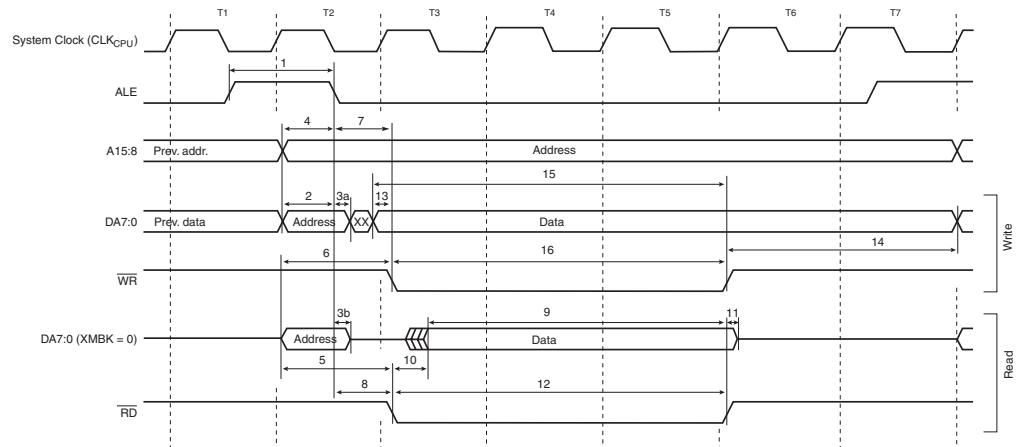 T1 T2 T3 T4 T5 T6 T7
System Clock (CLKCPU)
1
ALE
4 7
A15:8 Prev. addr. Address
15
2 3a 13
DA7:0 Prev. data Address XX Data
14
6 16
WR
Write
3b 9 11
DA7:0 (XMBK = 0) Address Data
5 10
8 12
RD
Read